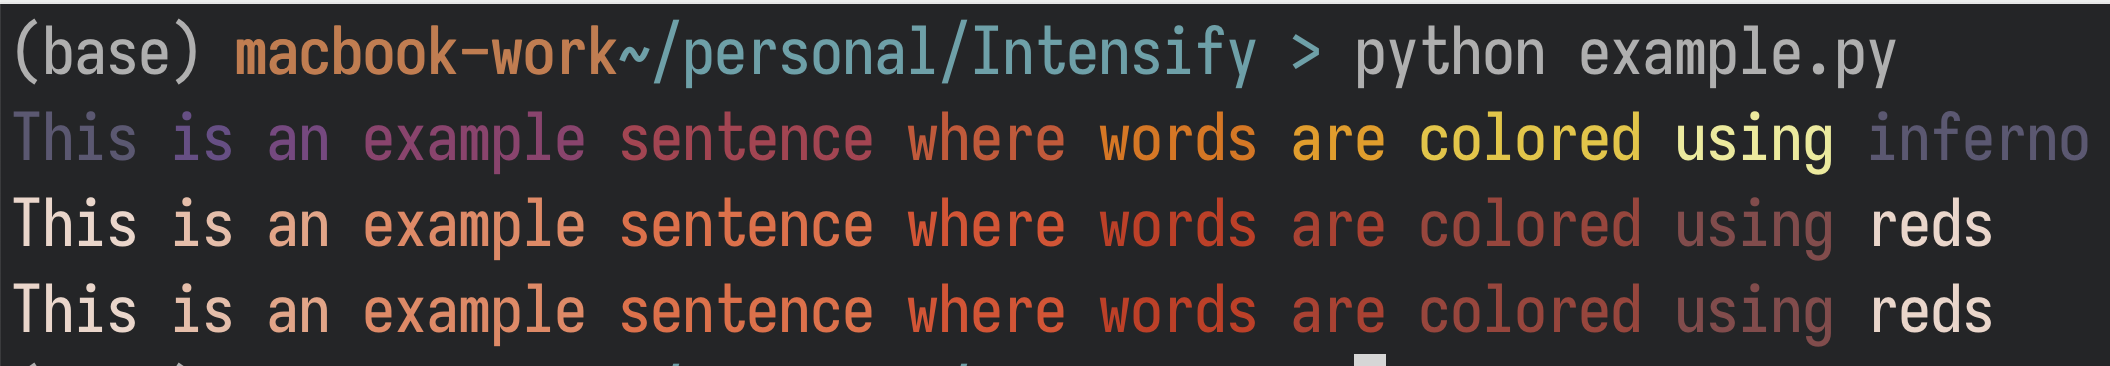 (base) macbook-work~/personal/Intensify > python example.py
This is an example sentence where words are colored using inferno
This is an example sentence where words are colored using reds
This is an example sentence where words are colored using reds